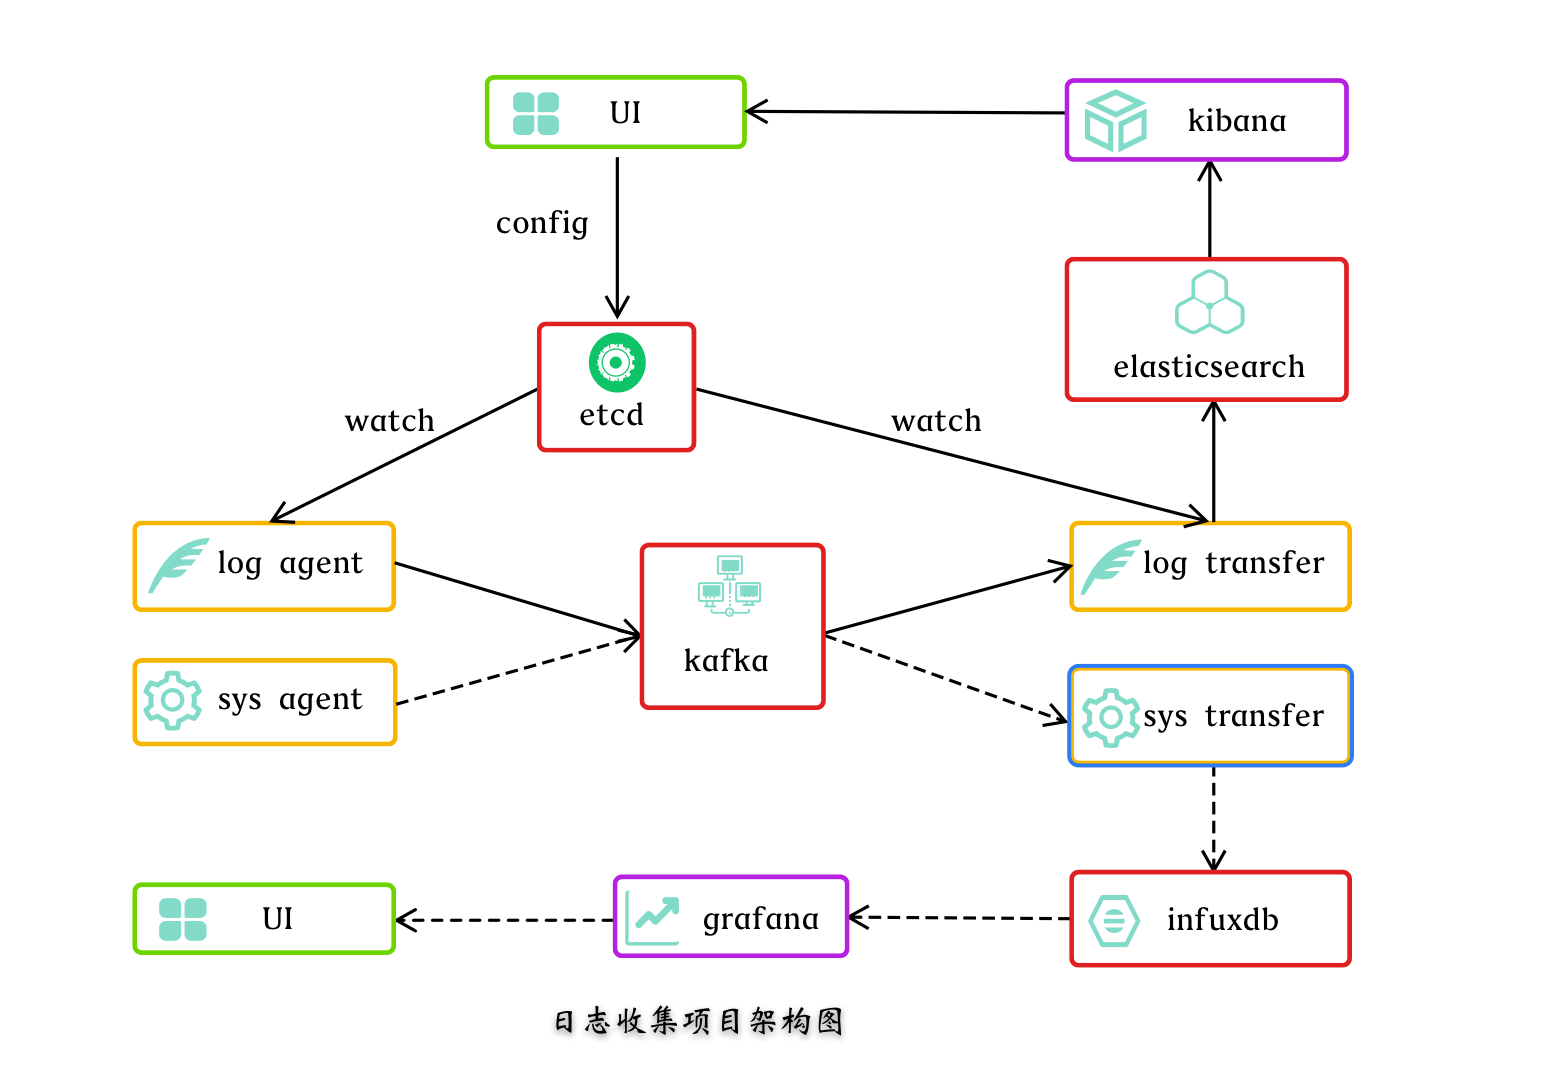 UI
kibana
config
elasticsearch
etcd
watch
watch
log agent
log transfer
kafka
sys agent
sys transfer
UI
grafana
infuxdb
日志收集项目架构图